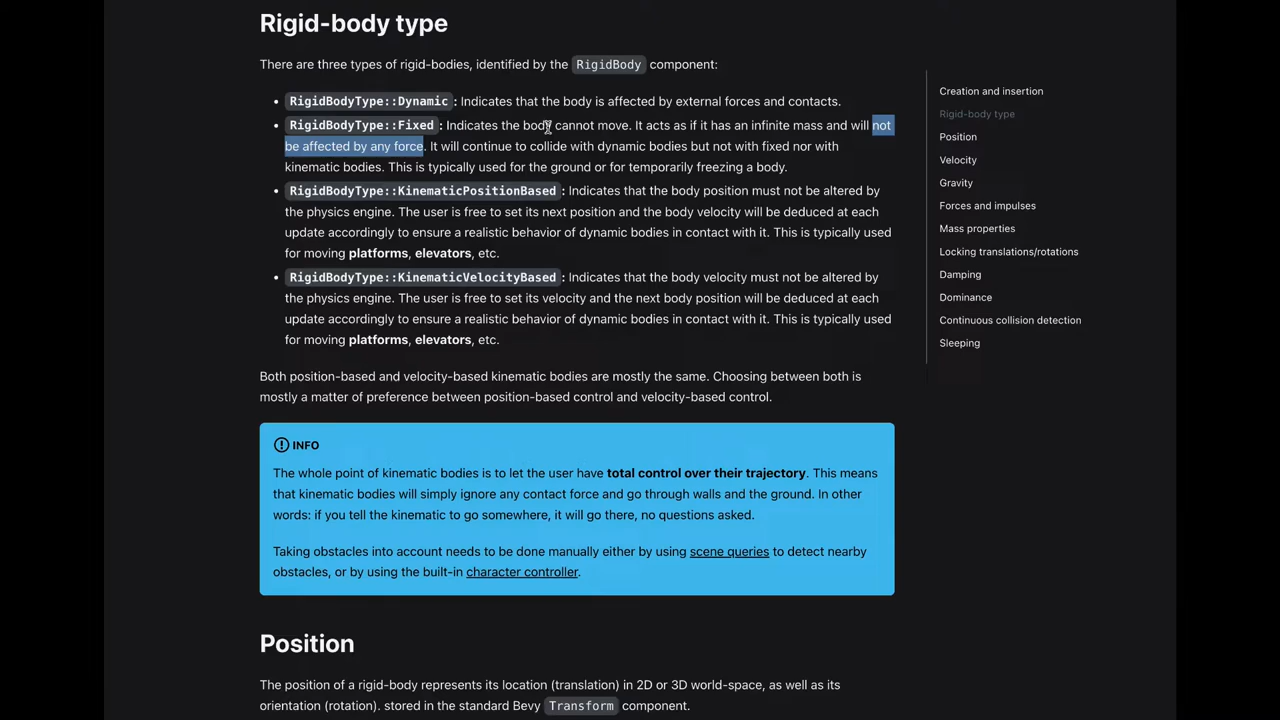 Rigid-body type
There are three types of rigid-bodies, identified by the RigidBody component:
• RigidBodyType::Dynamic : Indicates that the body is affected by external forces and contacts.
• RigidBodyType::Fixed : Indicates the body cannot move. It acts as if it has an infinite mass and will not
be affected by any force. It will continue to collide with dynamic bodies but not with fixed nor with
kinematic bodies. This is typically used for the ground or for temporarily freezing a body.
• RigidBodyType::KinematicPositionBased : Indicates that the body position must not be altered by
the physics engine. The user is free to set its next position and the body velocity will be deduced at each
update accordingly to ensure a realistic behavior of dynamic bodies in contact with it. This is typically used
for moving platforms, elevators, etc.
• RigidBodyType::KinematicVelocityBased : Indicates that the body velocity must not be altered by
the physics engine. The user is free to set its velocity and the next body position will be deduced at each
update accordingly to ensure a realistic behavior of dynamic bodies in contact with it. This is typically used
for moving platforms, elevators, etc.
Both position-based and velocity-based kinematic bodies are mostly the same. Choosing between both is
mostly a matter of preference between position-based control and velocity-based control.
INFO
The whole point of kinematic bodies is to let the user have total control over their trajectory. This means
that kinematic bodies will simply ignore any contact force and go through walls and the ground. In other
words: if you tell the kinematic to go somewhere, it will go there, no questions asked.
Taking obstacles into account needs to be done manually either by using scene queries to detect nearby
obstacles, or by using the built-in character controller.
Position
The position of a rigid-body represents its location (translation) in 2D or 3D world-space, as well as its
orientation (rotation). stored in the standard Bevy Transform component.
Creation and insertion
Rigid-body type
Position
Velocity
Gravity
Forces and impulses
Mass properties
Locking translations/rotations
Damping
Dominance
Continuous collision detection
Sleeping